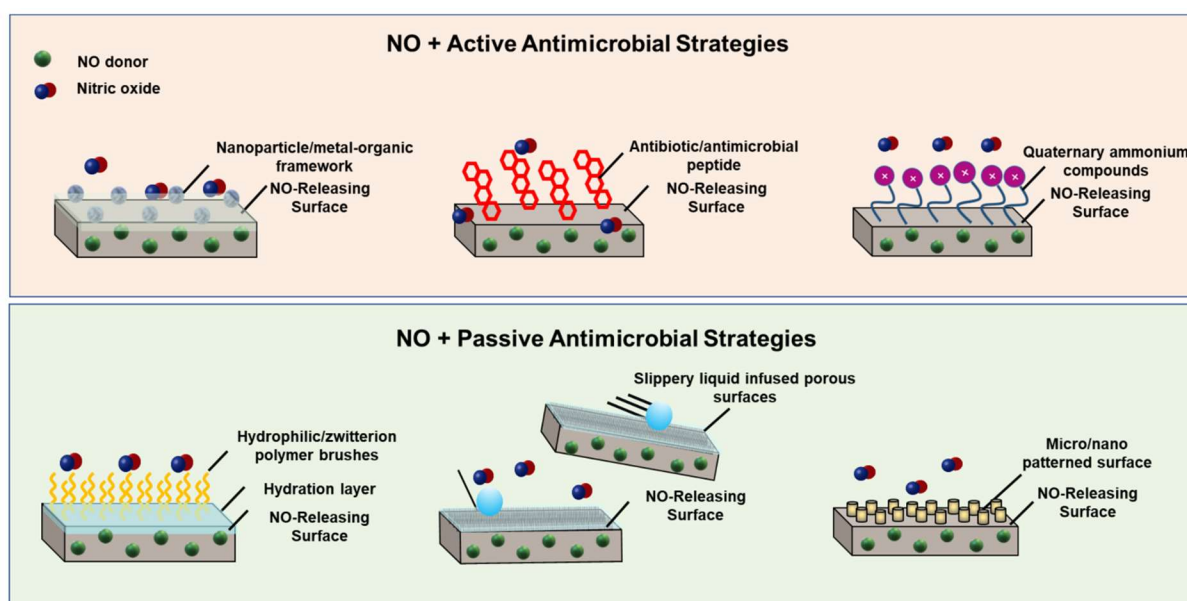 NO + Active Antimicrobial Strategies
NO donor
Nitric oxide
Nanoparticle/metal-organic
framework
NO-Releasing
Surface
Antibiotic/antimicrobial
peptide
NO-Releasing
Surface
Quaternary ammonium
compounds
NO-Releasing
Surface
NO + Passive Antimicrobial Strategies
Hydrophilic/zwitterion
polymer brushes
Hydration layer
NO-Releasing
Surface
Slippery liquid infused porous
surfaces
NO-Releasing
Surface
Micro/nano
patterned surface
NO-Releasing
Surface